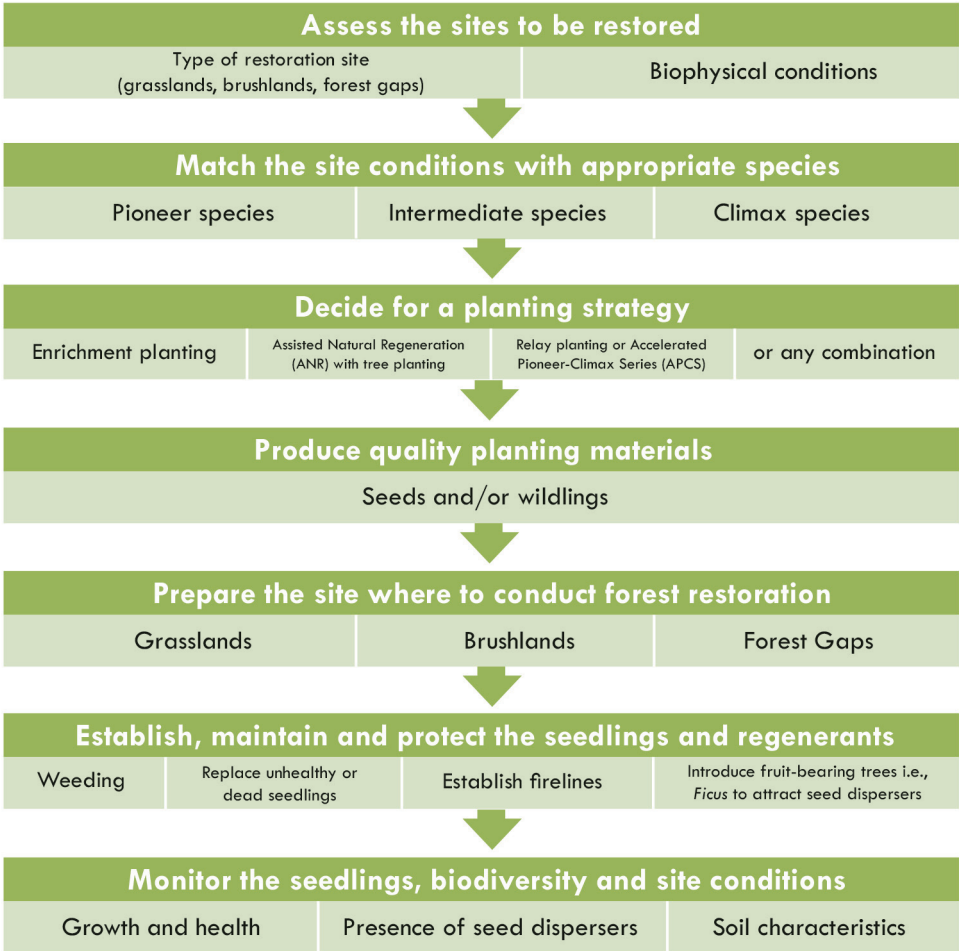 Assess the sites to be restored
Type of restoration site
(grasslands, brushlands, forest gaps)
Biophysical conditions
Match the site conditions with appropriate species
Pioneer species
Intermediate species
Climax species
Decide for a planting strategy
Enrichment planting
Assisted Natural Regeneration
(ANR) with tree planting
Relay planting or Accelerated
Pioneer-Climax Series (APCS)
or any combination
Produce quality planting materials
Seeds and/or wildlings
Prepare the site where to conduct forest restoration
Grasslands
Brushlands
Forest Gaps
Establish, maintain and protect the seedlings and regenerants
Weeding
Replace unhealthy or
dead seedlings
Establish firelines
Introduce fruit-bearing trees i.e.,
Ficus to attract seed dispersers
Monitor the seedlings, biodiversity and site conditions
Growth and health
Presence of seed dispersers
Soil characteristics